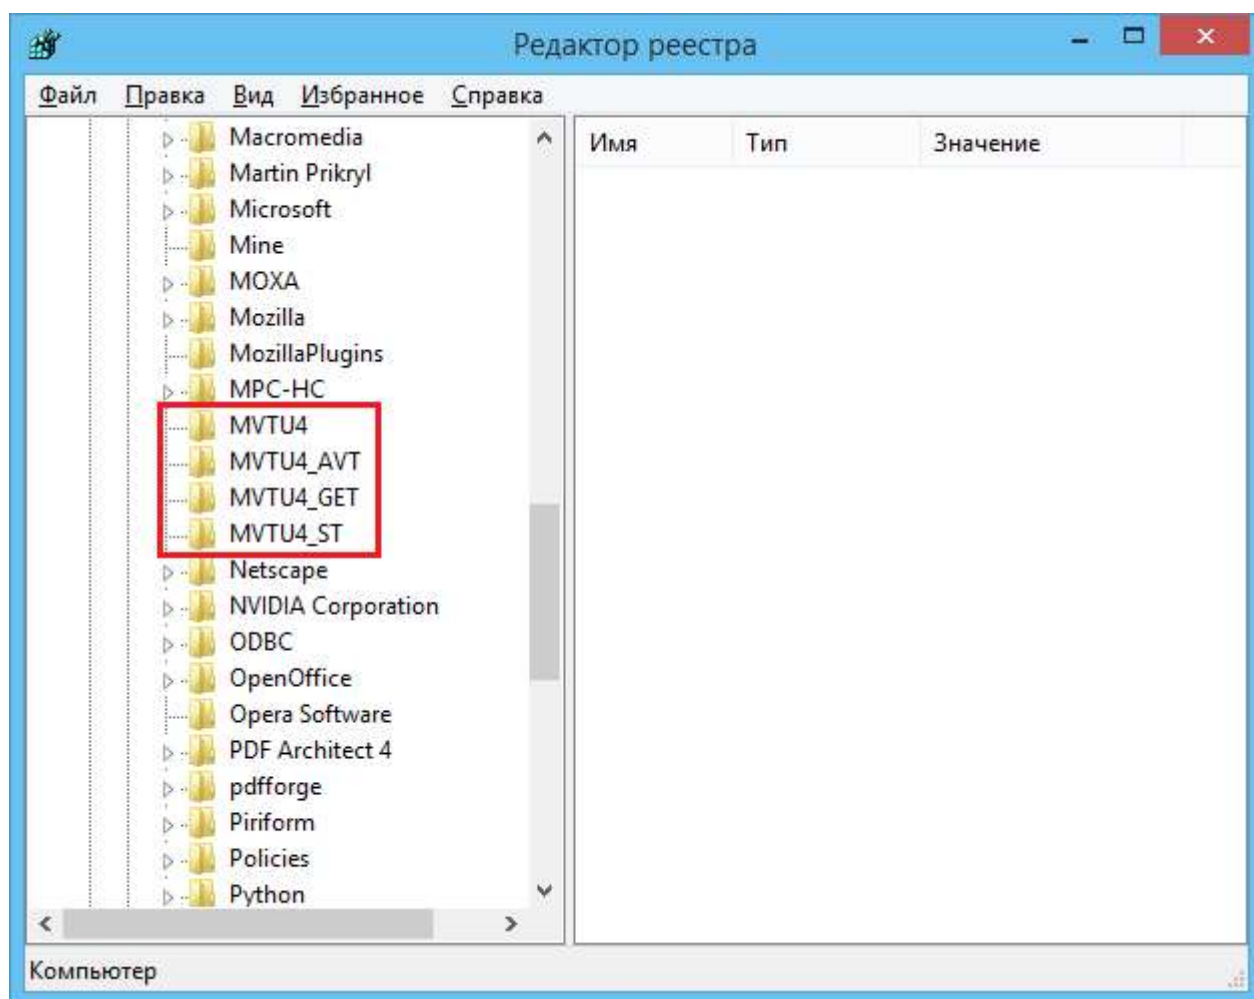 Редактор реестра
Файл Правка Вид Избранное Справка
Имя Тип Значение
Macromedia
Martin Prikryl
Microsoft
Mine
MOXA
Mozilla
MozillaPlugins
MPC-HC
MVTU4
MVTU4_AVT
MVTU4_GET
MVTU4_ST
Netscape
NVIDIA Corporation
ODBC
OpenOffice
Opera Software
PDF Architect 4
pdfforge
Piriform
Policies
Python
Компьютер